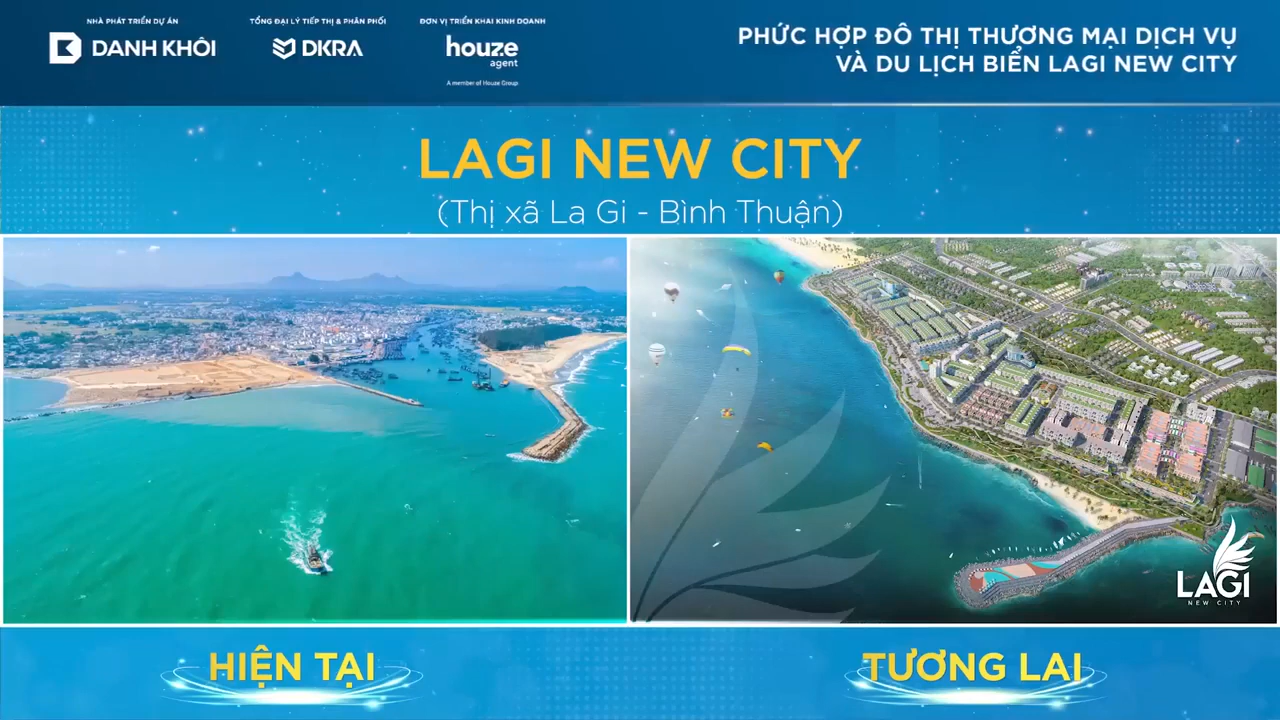 NHÀ PHÁT TRIỂN DỰ ÁN
DANH KHÔI
TỔNG ĐẠI LÝ TIẾP THỊ & PHÂN PHỐI
DKRA
ĐƠN VỊ TRIỂN KHAI KINH DOANH
houze
agent
A member of Houze Group
PHỨC HỢP ĐÔ THỊ THƯƠNG MẠI DỊCH VỤ
VÀ DU LỊCH BIỂN LAGI NEW CITY
LAGI NEW CITY
(Thị xã La Gi - Bình Thuận)
LAGI
NEW CITY
HIỆN TẠI
TƯƠNG LAI